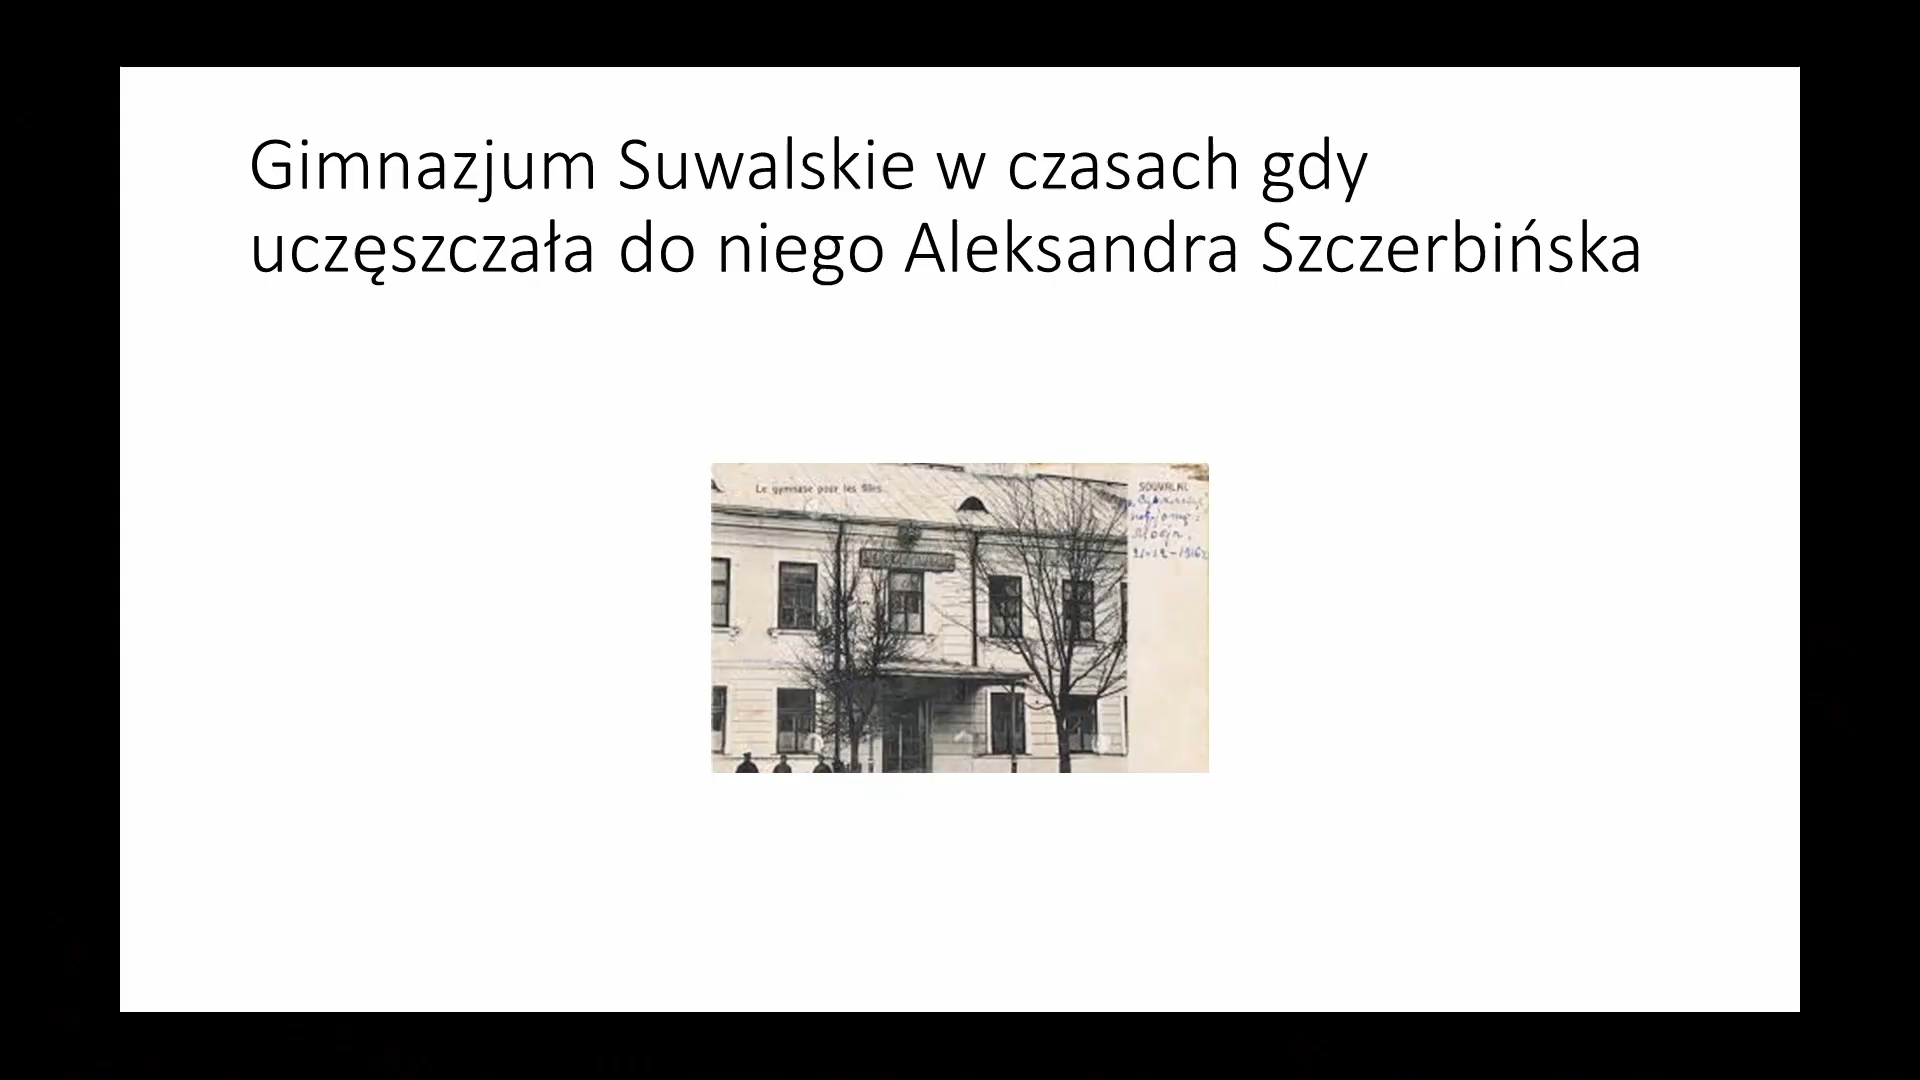 Gimnazjum Suwalskie w czasach gdy
uczęszczała do niego Aleksandra Szczerbińska
Le gymnase pour les filles
SOUVALKI